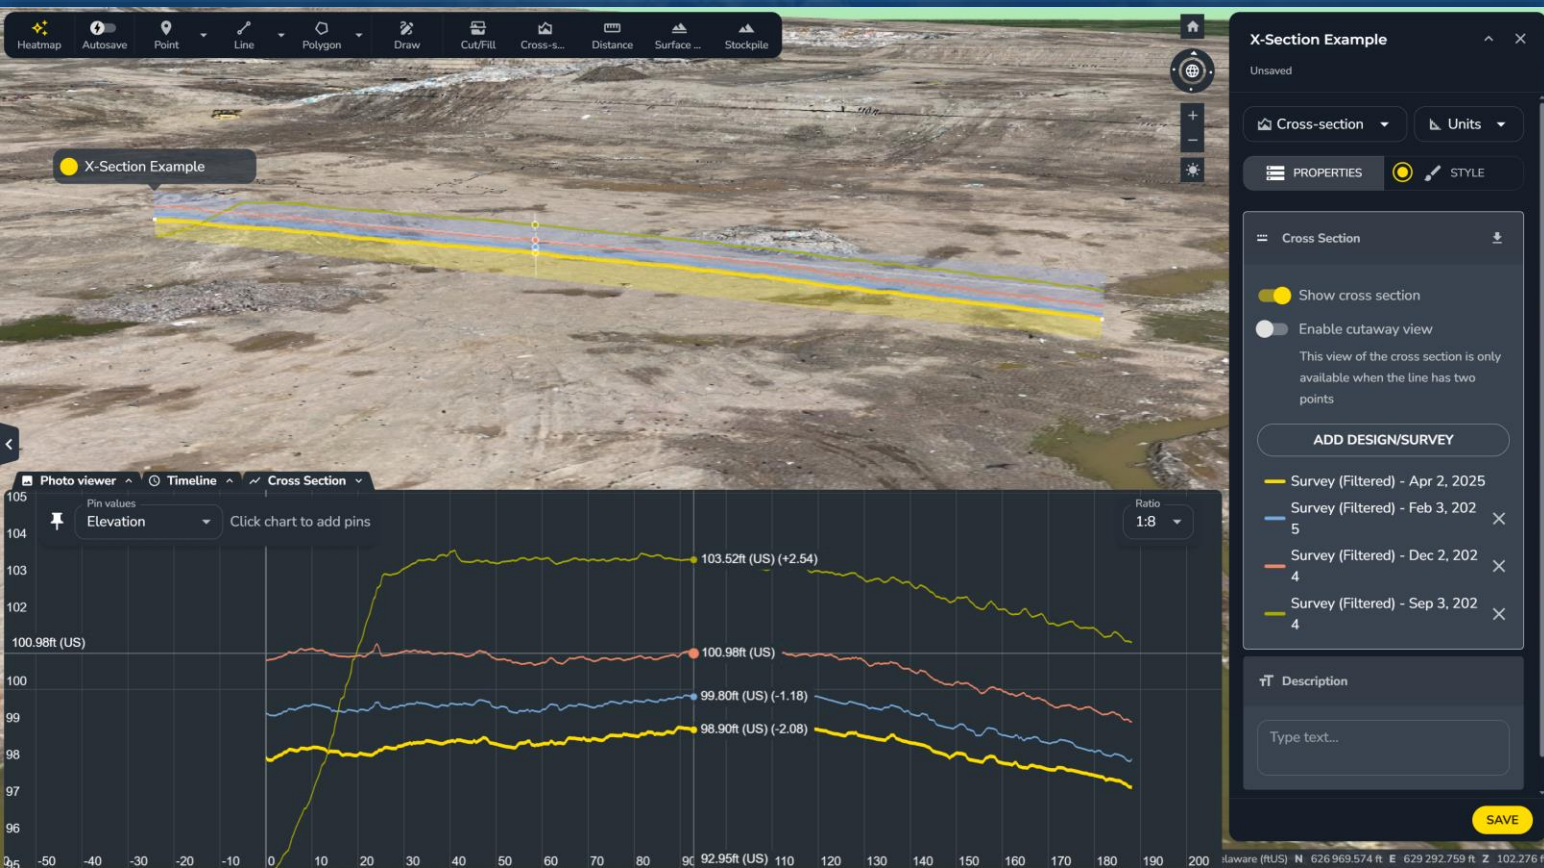 Heatmap
Autosave
Point
Line
Polygon
Draw
Cut/Fill
Cross-s...
Distance
Surface ...
Stockpile
X-Section Example
X-Section Example
Unsaved
Cross-section
Units
PROPERTIES
STYLE
Cross Section
Show cross section
Enable cutaway view
This view of the cross section is only
available when the line has two
points
ADD DESIGN/SURVEY
Survey (Filtered) - Apr 2, 2025
Survey (Filtered) - Feb 3, 202
5
Survey (Filtered) - Dec 2, 202
4
Survey (Filtered) - Sep 3, 202
4
Description
Type text...
SAVE
Photo viewer
Timeline
Cross Section
Pin values
Elevation
Click chart to add pins
Ratio
1:8
105
104
103
102
100.98ft (US)
100
99
98
97
96
95
103.52ft (US) (+2.54)
100.98ft (US)
99.80ft (US) (-1.18)
98.90ft (US) (-2.08)
92.95ft (US)
-50 -40 -30 -20 -10 0 10 20 30 40 50 60 70 80 110 120 130 140 150 160 170 180 190 200
(ftUS) N 626 969.574 ft E 629 292.759 ft Z 102.276